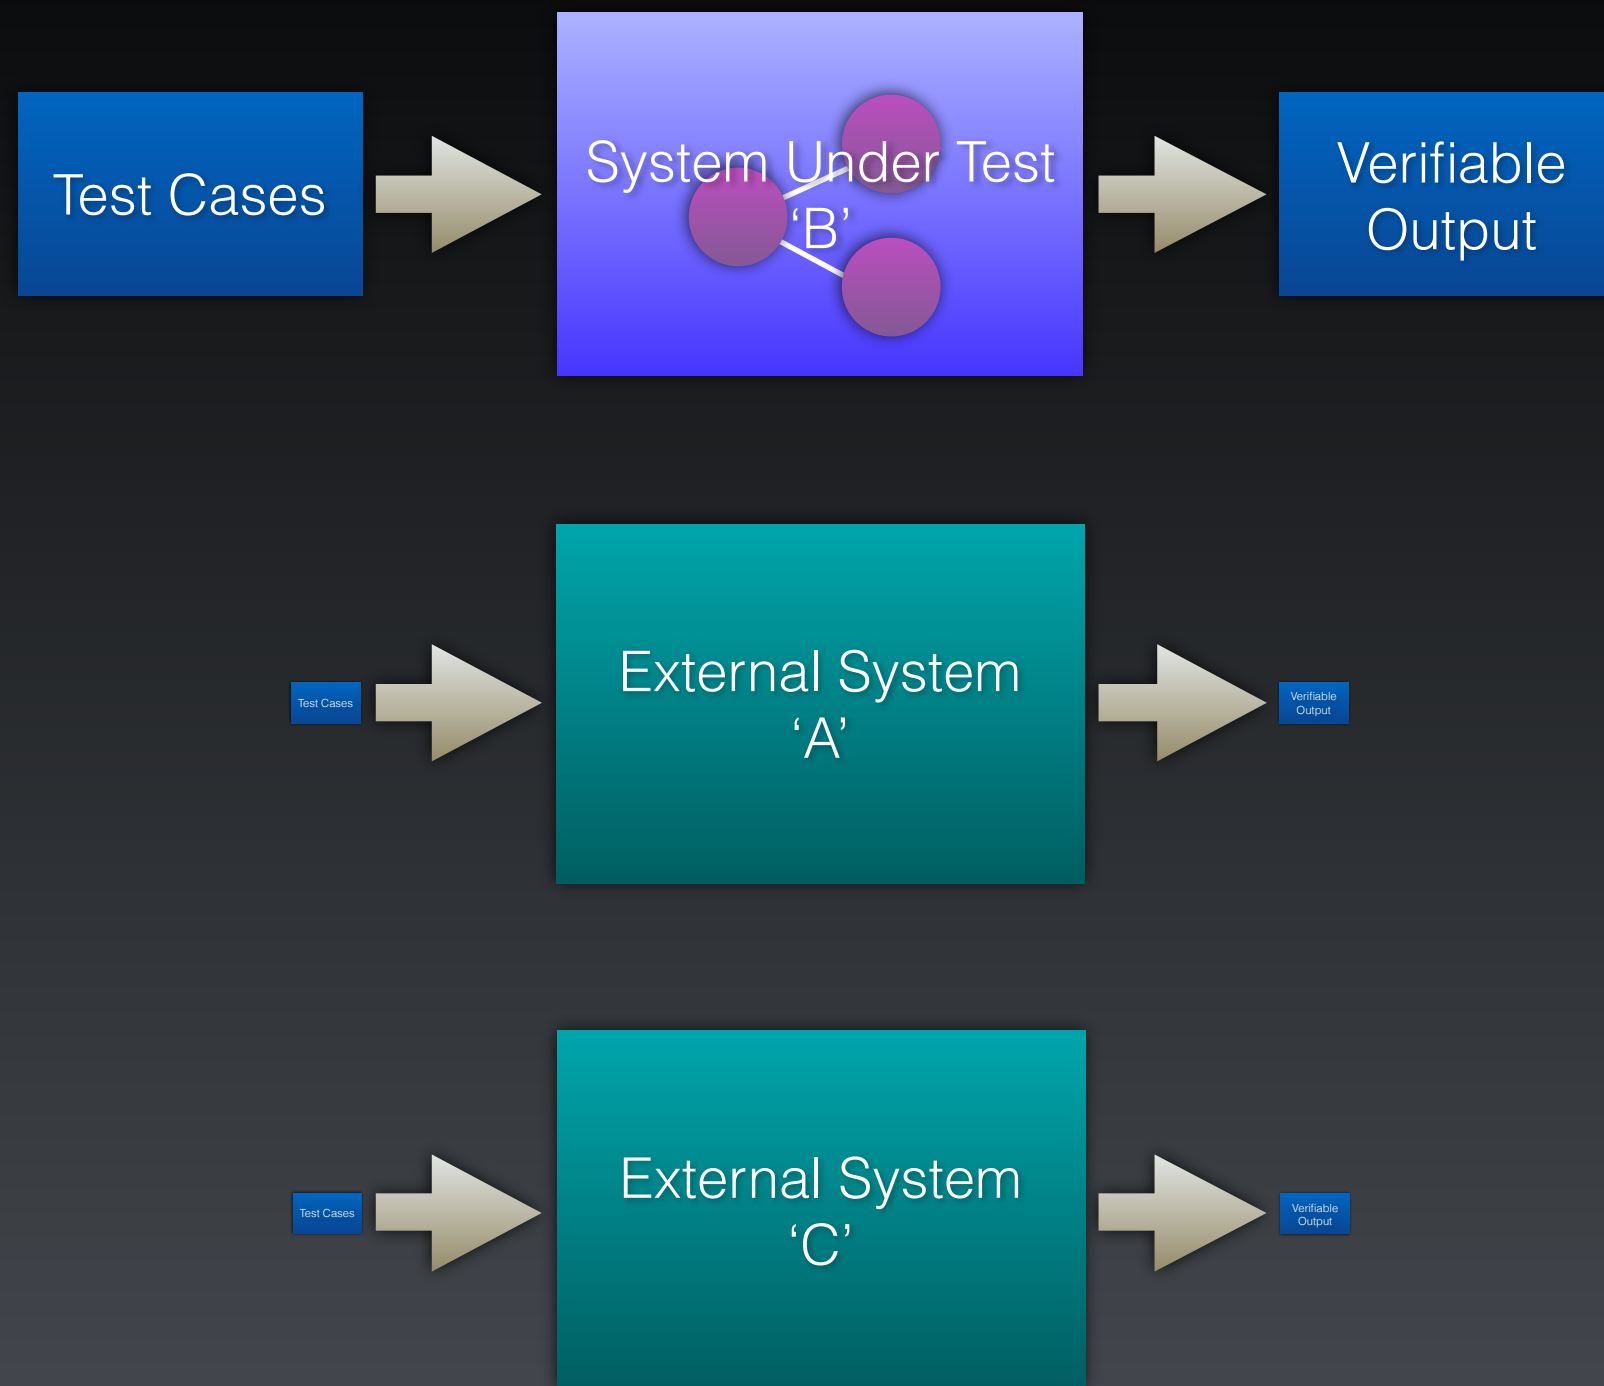 Test Cases
System Under Test
‘B’
Verifiable
Output
Test Cases
External System
‘A’
Verifiable
Output
Test Cases
External System
‘C’
Verifiable
Output